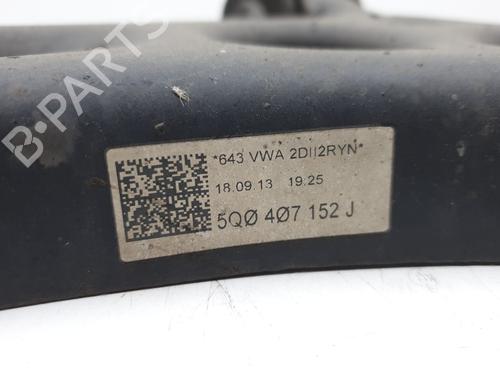 *643 VWA 2DII2RYN*
18.09.13 19:25
5QØ 4Ø7 152 J
B-PARTS